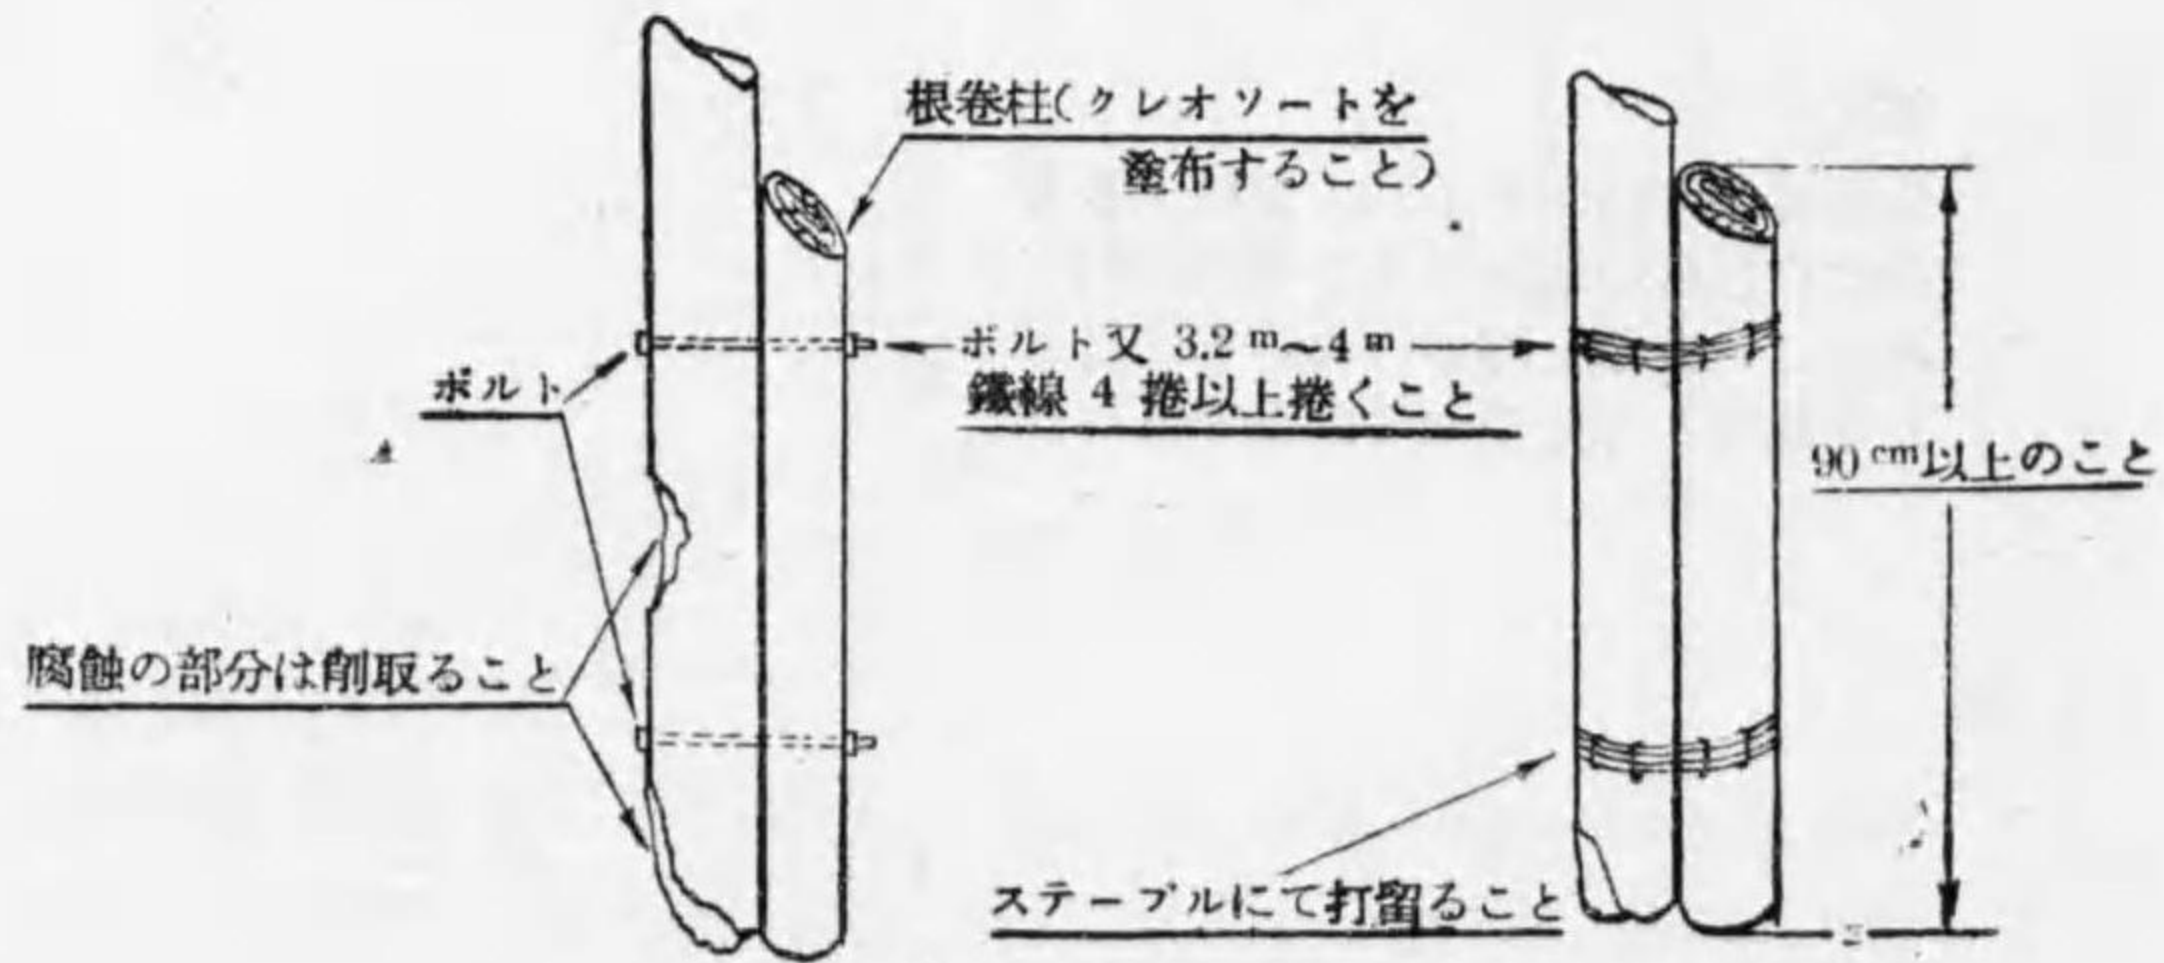 根巻柱(クレオソートを
塗布すること)
ボルト又 3.2 m～4 m
鐵線 4 捲以上捲くこと
ボルト
90 cm以上のこと
腐蝕の部分は削取ること
ステーブルにて打留ること